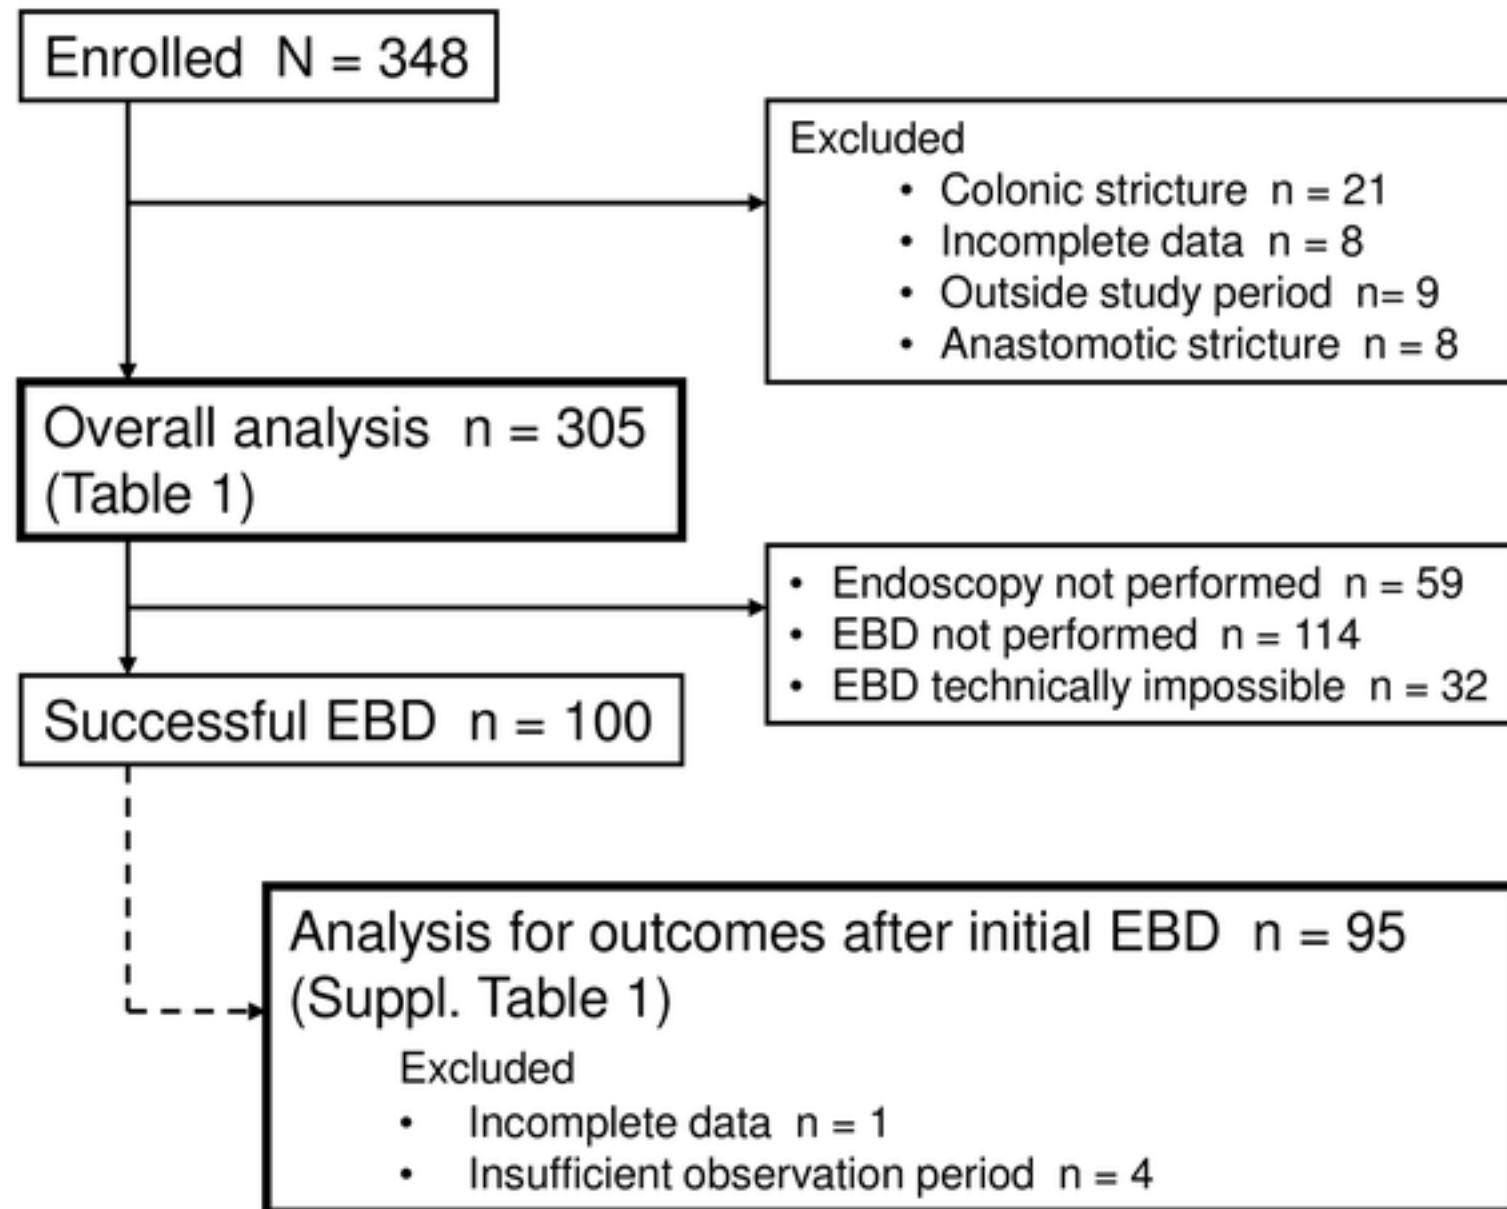 Enrolled N = 348
Excluded
• Colonic stricture n = 21
• Incomplete data n = 8
• Outside study period n= 9
• Anastomotic stricture n = 8
Overall analysis n = 305
(Table 1)
• Endoscopy not performed n = 59
• EBD not performed n = 114
• EBD technically impossible n = 32
Successful EBD n = 100
Analysis for outcomes after initial EBD n = 95
(Suppl. Table 1)
Excluded
• Incomplete data n = 1
• Insufficient observation period n = 4